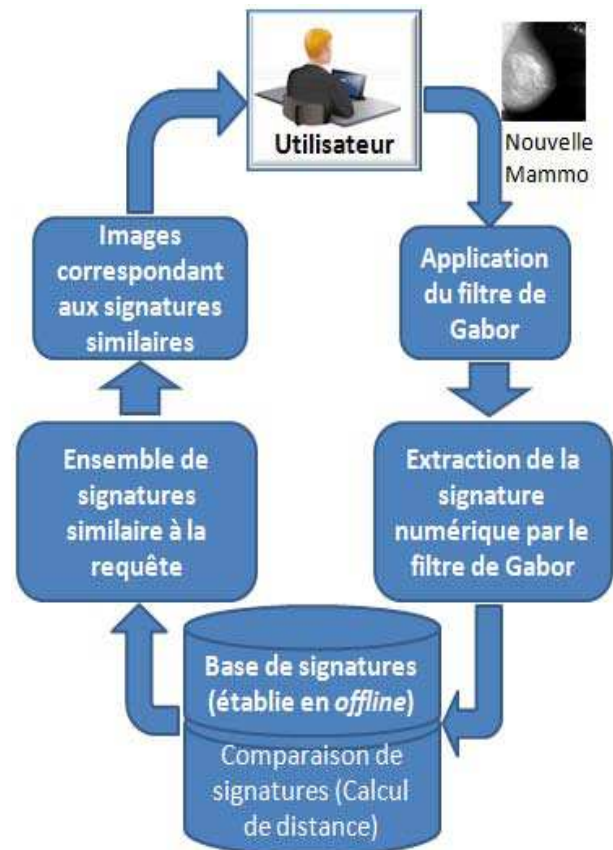 Utilisateur
Nouvelle
Mammo
Application
du filtre de
Gabor
Extraction de la
signature
numérique par le
filtre de Gabor
Base de signatures
(établie en offline)
Comparaison de
signatures (Calcul
de distance)
Ensemble de
signatures
similaire à la
requête
Images
correspondant
aux signatures
similaires